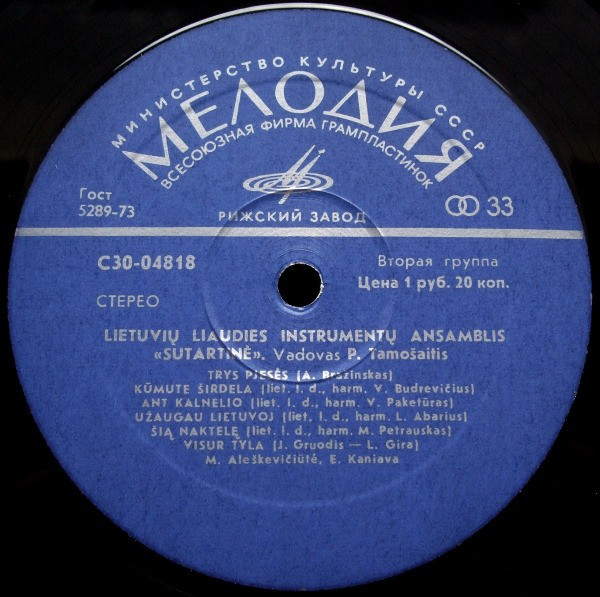 МИНИСТЕРСТВО КУЛЬТУРЫ СССР
МЕЛОДИЯ
ВСЕСОЮЗНАЯ ФИРМА ГРАМПЛАСТИНОК
Гост
5289-73
РИЖСКИЙ ЗАВОД
33
С30-04818
Вторая группа
Цена 1 руб. 20 коп.
СТЕРЕО
LIETUVIŲ LIAUDIES INSTRUMENTŲ ANSAMBLIS
«SUTARTINĖ». Vadovas P. Tamošaitis
TRYS PJESĖS (A. Bražinskas)
KŪMUTE ŠIRDELA (liet. l. d., harm. V. Budrevičius)
ANT KALNELIO (liet. l. d., harm. V. Paketūras)
UŽAUGAU LIETUVOJ (liet. l. d., harm. L. Abarius)
ŠIĄ NAKTELĘ (liet. l. d., harm. M. Petrauskas)
VISUR TYLA (J. Gruodis — L. Gira)
M. Aleškevičiūtė, E. Kaniava